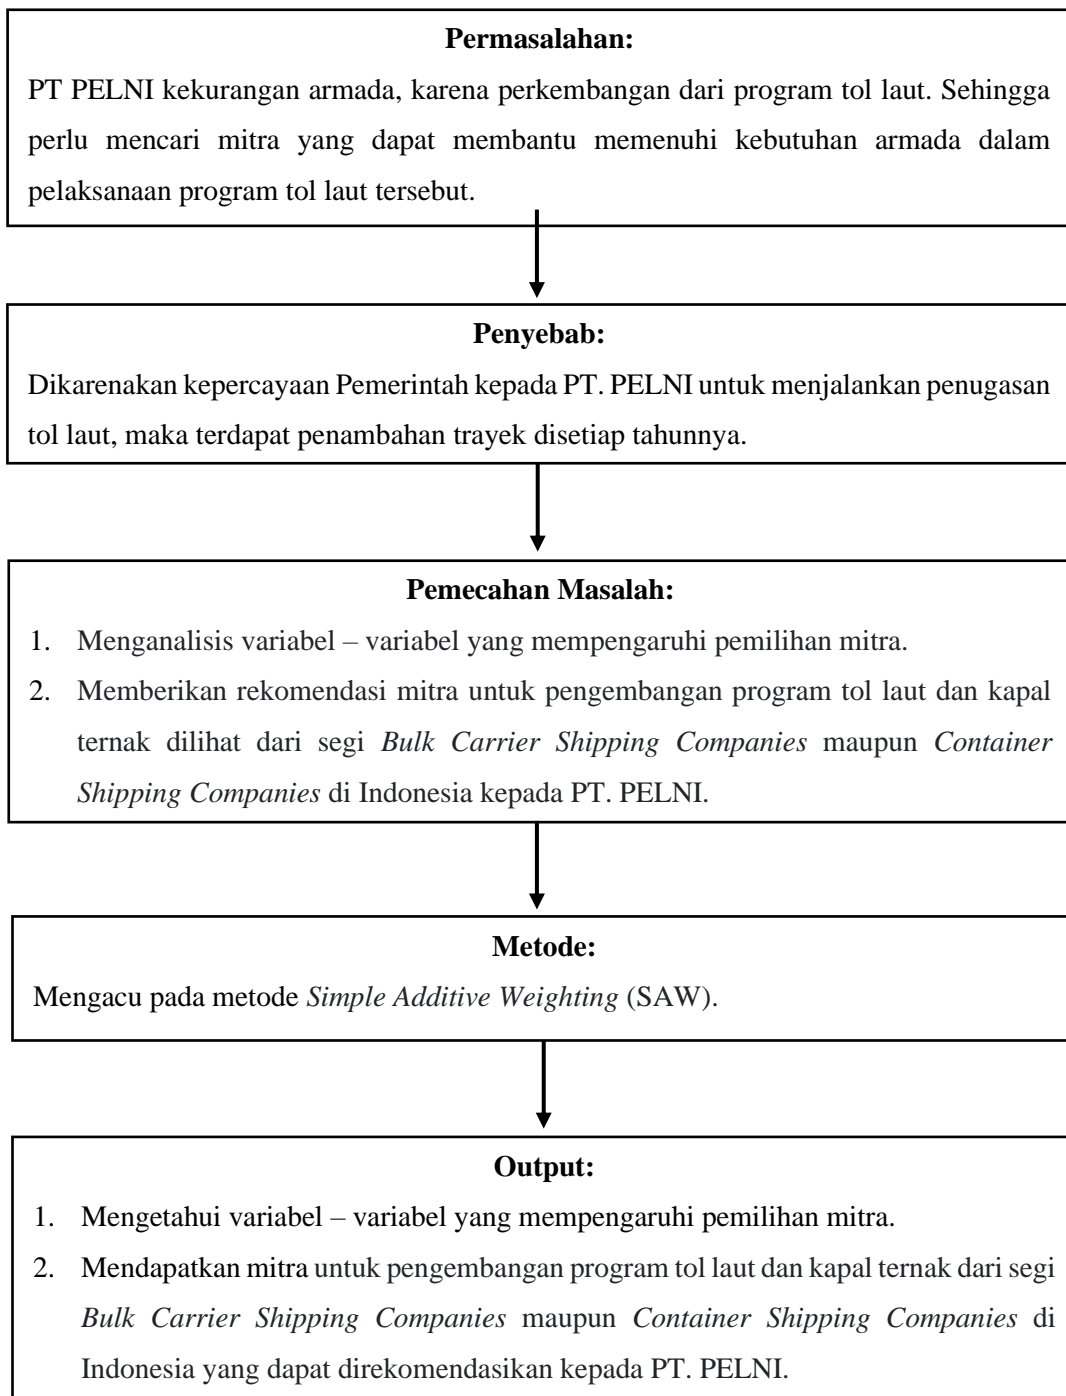 Permasalahan:
PT PELNI kekurangan armada, karena perkembangan dari program tol laut. Sehingga
perlu mencari mitra yang dapat membantu memenuhi kebutuhan armada dalam
pelaksanaan program tol laut tersebut.
Penyebab:
Dikarenakan kepercayaan Pemerintah kepada PT. PELNI untuk menjalankan penugasan
tol laut, maka terdapat penambahan trayek disetiap tahunnya.
Pemecahan Masalah:
1. Menganalisis variabel – variabel yang mempengaruhi pemilihan mitra.
2. Memberikan rekomendasi mitra untuk pengembangan program tol laut dan kapal
ternak dilihat dari segi Bulk Carrier Shipping Companies maupun Container
Shipping Companies di Indonesia kepada PT. PELNI.
Metode:
Mengacu pada metode Simple Additive Weighting (SAW).
Output:
1. Mengetahui variabel – variabel yang mempengaruhi pemilihan mitra.
2. Mendapatkan mitra untuk pengembangan program tol laut dan kapal ternak dari segi
Bulk Carrier Shipping Companies maupun Container Shipping Companies di
Indonesia yang dapat direkomendasikan kepada PT. PELNI.